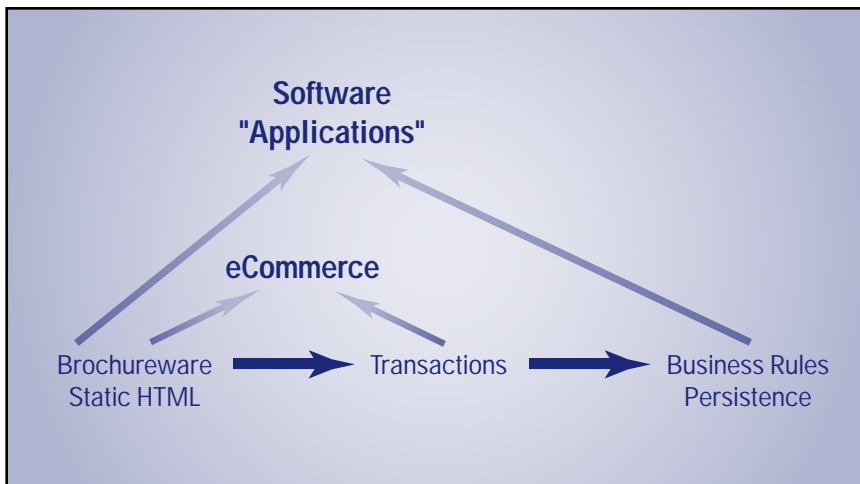 Software
"Applications"
eCommerce
Brochureware
Static HTML
Transactions
Business Rules
Persistence